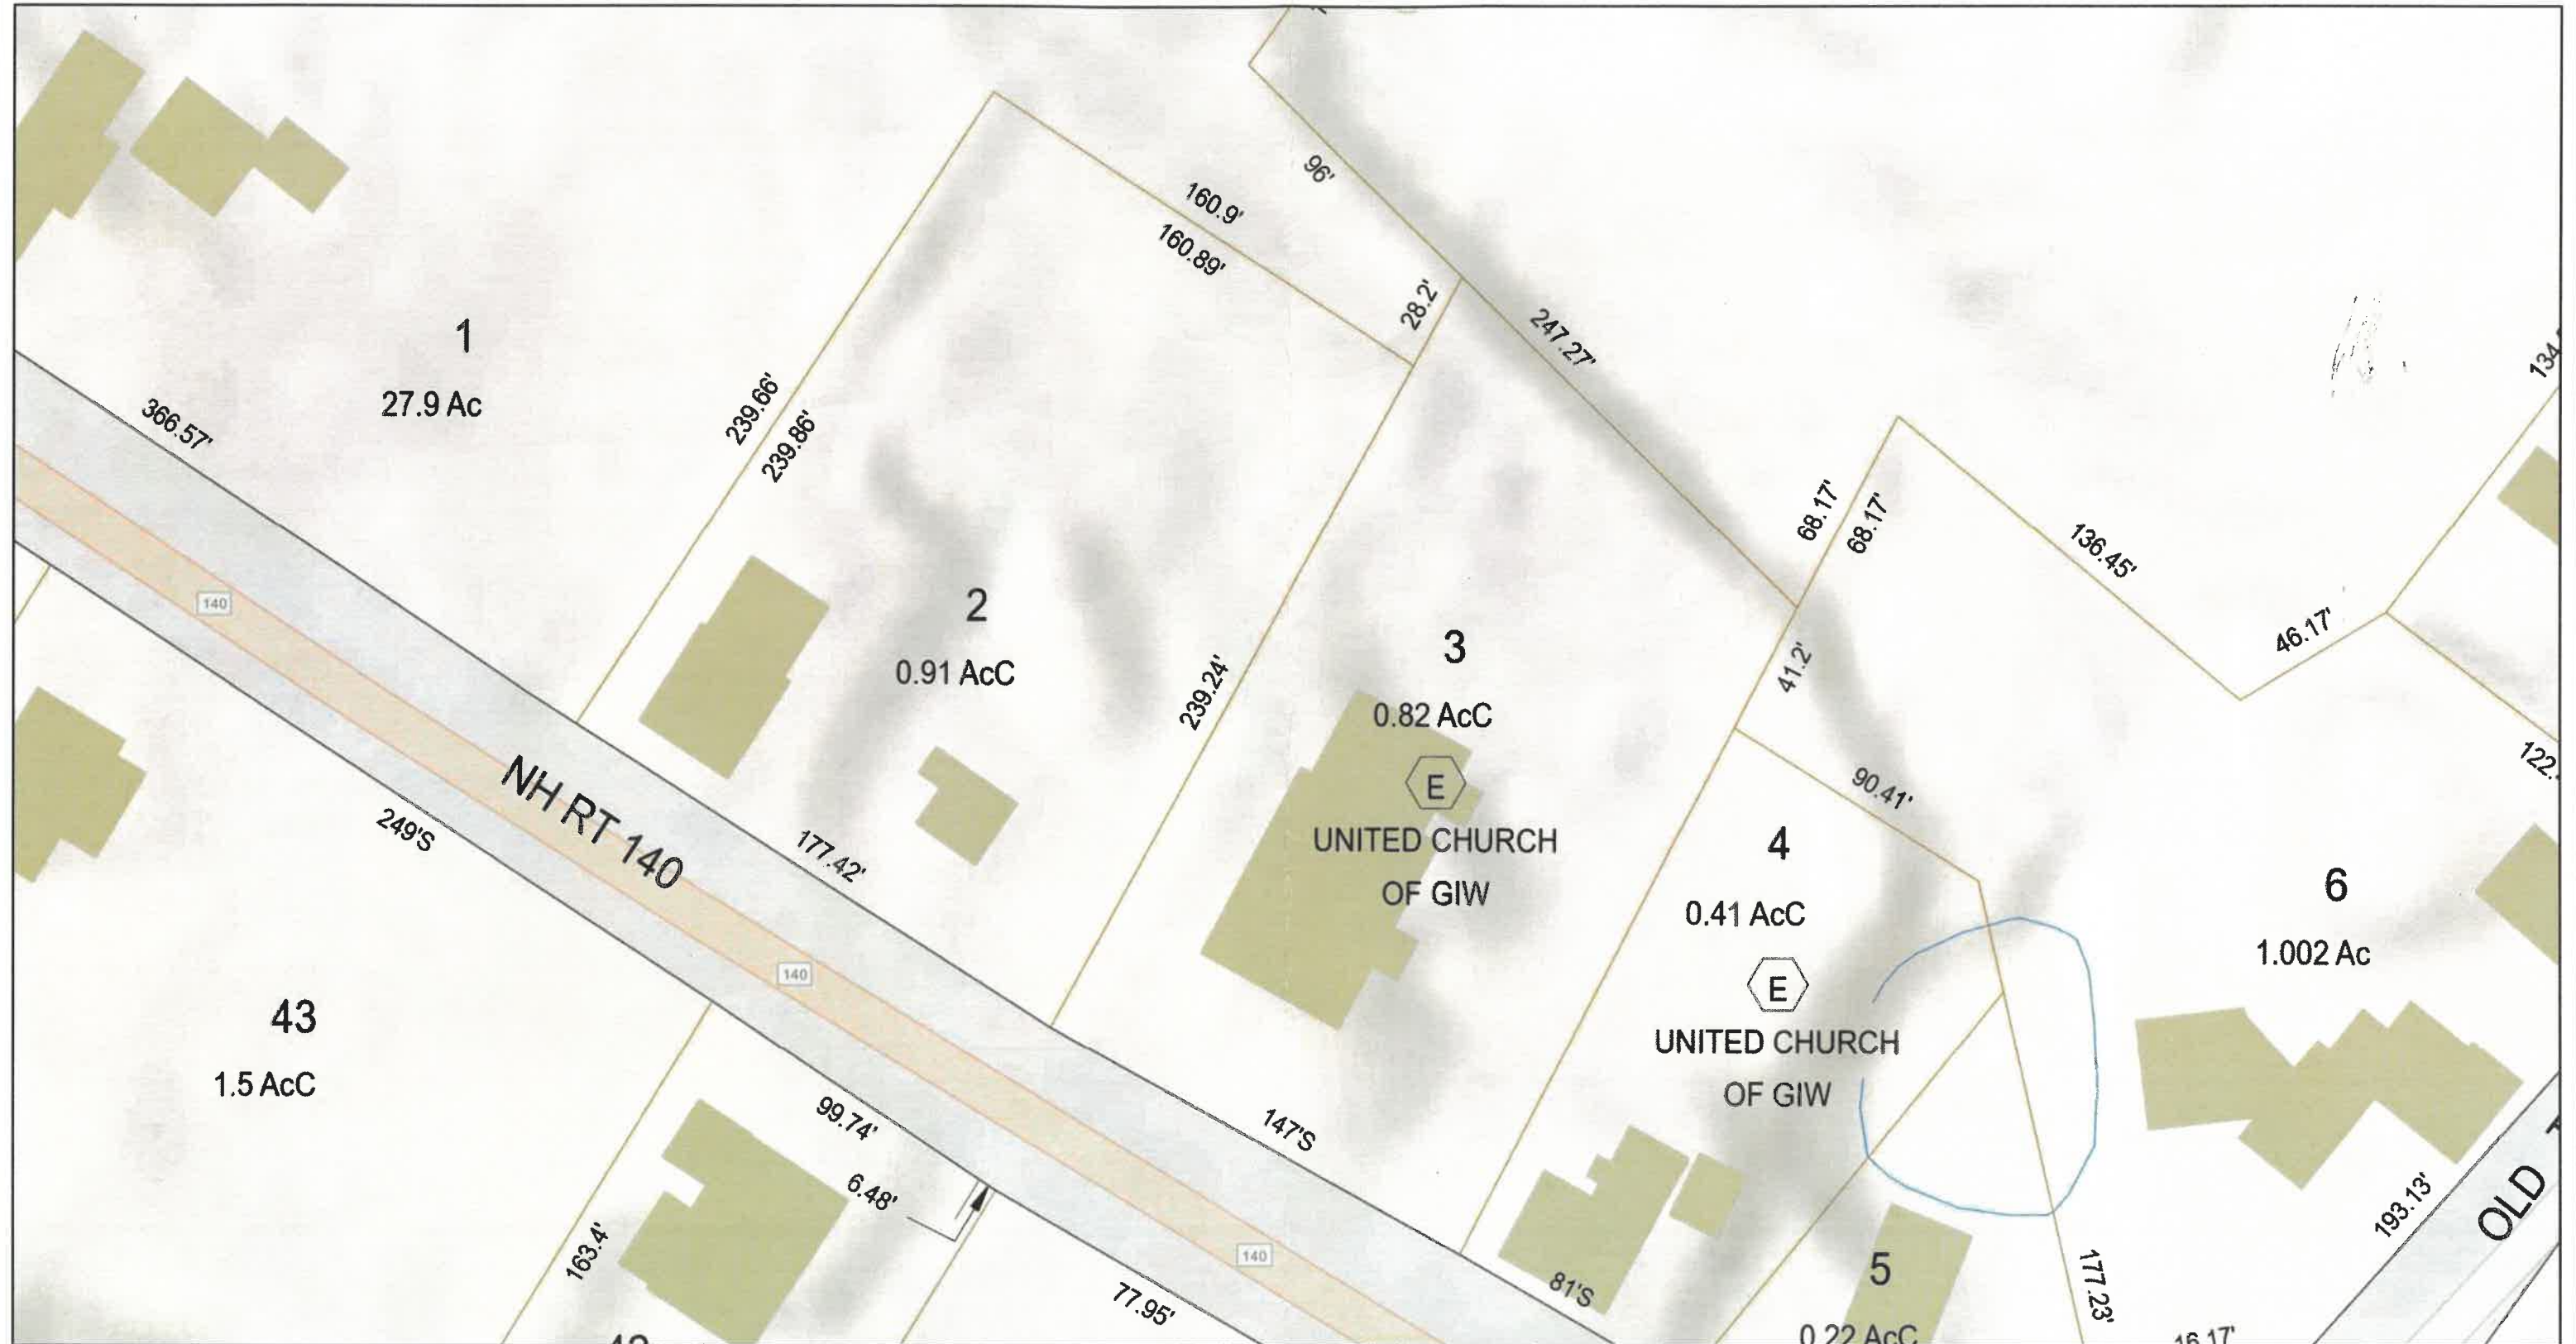 96'
160.9'
160.89'
28.2'
247.27'
1
27.9 Ac
366.57'
239.66'
239.86'
68.17'
68.17'
136.45'
46.17'
140
2
0.91 AcC
239.24'
3
0.82 AcC
E
UNITED CHURCH
OF GIW
41.2'
90.41'
4
0.41 AcC
E
UNITED CHURCH
OF GIW
6
1.002 Ac
NH RT 140
249'S
177.42'
140
43
1.5 AcC
99.74'
6.48'
147'S
163.4'
140
77.95'
81'S
5
0.22 AcC
177.23'
193.13'
OLD
16.17'